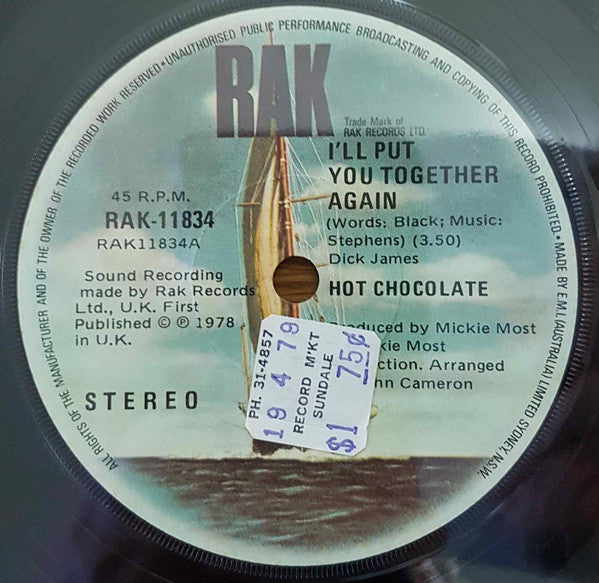 ALL RIGHTS OF THE MANUFACTURER AND OF THE OWNER OF THE RECORDED WORK RESERVED • UNAUTHORISED PUBLIC PERFORMANCE BROADCASTING AND COPYING OF THIS RECORD PROHIBITED • MADE BY E.M.I. (AUSTRALIA) LIMITED SYDNEY, N.S.W.
RAK
Trade Mark of
RAK RECORDS LTD.
I'LL PUT
YOU TOGETHER
AGAIN
(Words: Black; Music:
Stephens) (3.50)
Dick James
45 R.P.M.
RAK-11834
RAK11834A
HOT CHOCOLATE
Sound Recording
made by Rak Records
Ltd., U.K. First
Published © ℗ 1978
in U.K.
oduced by Mickie Most
kie Most
ction. Arranged
nn Cameron
STEREO
PH. 31-4857
19 4 79
RECORD M'KT
SUNDALE
$1 75¢